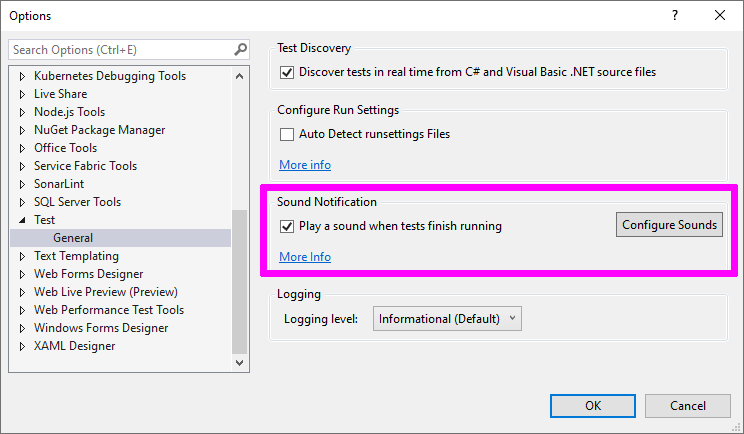 Options
Search Options (Ctrl+E)
Kubernetes Debugging Tools
Live Share
Node.js Tools
NuGet Package Manager
Office Tools
Service Fabric Tools
SonarLint
SQL Server Tools
Test
General
Text Templating
Web Forms Designer
Web Live Preview (Preview)
Web Performance Test Tools
Windows Forms Designer
XAML Designer
Test Discovery
Discover tests in real time from C# and Visual Basic .NET source files
Configure Run Settings
Auto Detect runsettings Files
More info
Sound Notification
Play a sound when tests finish running
Configure Sounds
More Info
Logging
Logging level: Informational (Default)
OK Cancel